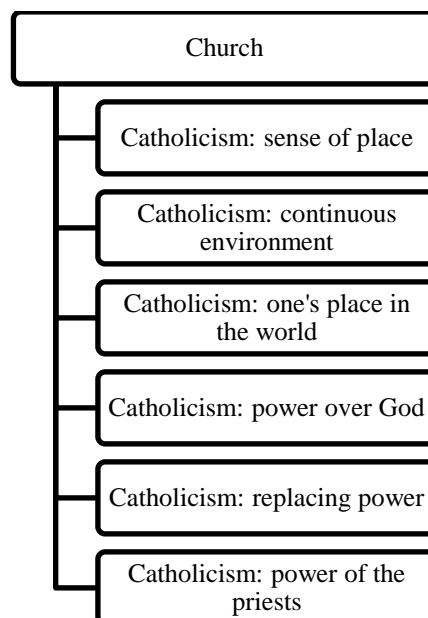 Church
Catholicism: sense of place
Catholicism: continuous
environment
Catholicism: one's place in
the world
Catholicism: power over God
Catholicism: replacing power
Catholicism: power of the
priests